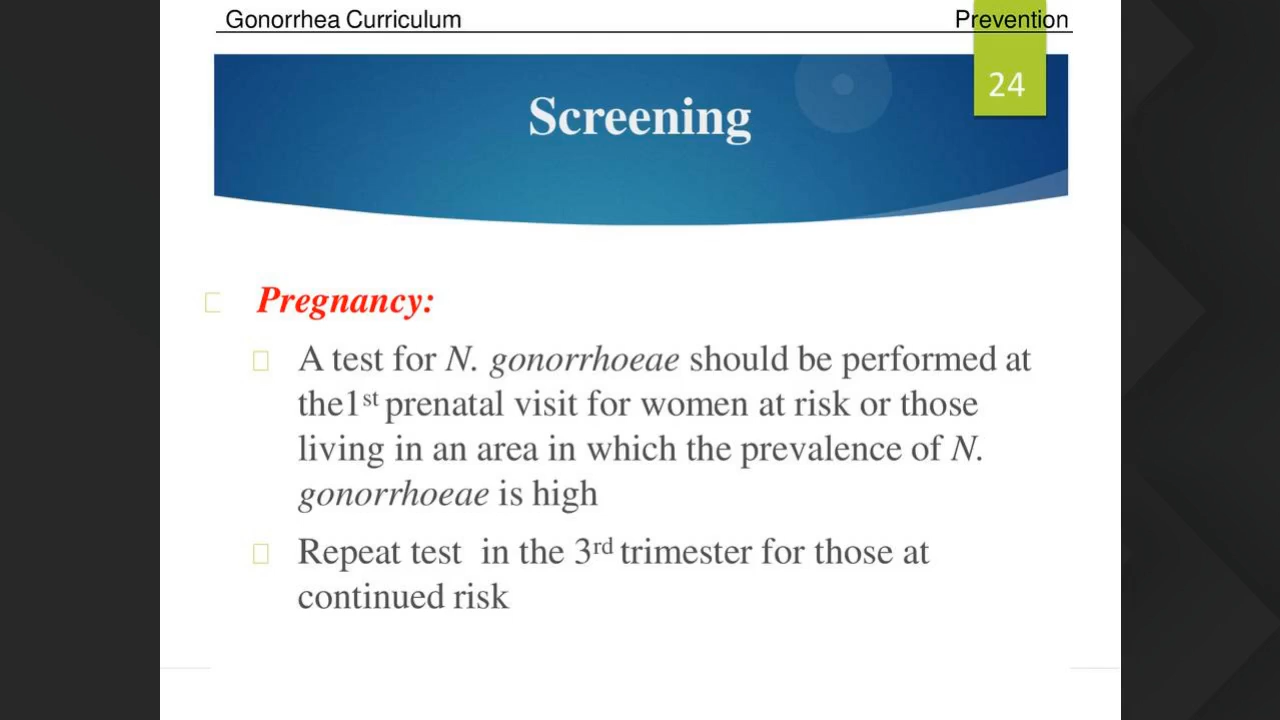 Gonorrhea Curriculum Prevention
24
Screening
Pregnancy:
A test for N. gonorrhoeae should be performed at
the1st prenatal visit for women at risk or those
living in an area in which the prevalence of N.
gonorrhoeae is high
Repeat test in the 3rd trimester for those at
continued risk